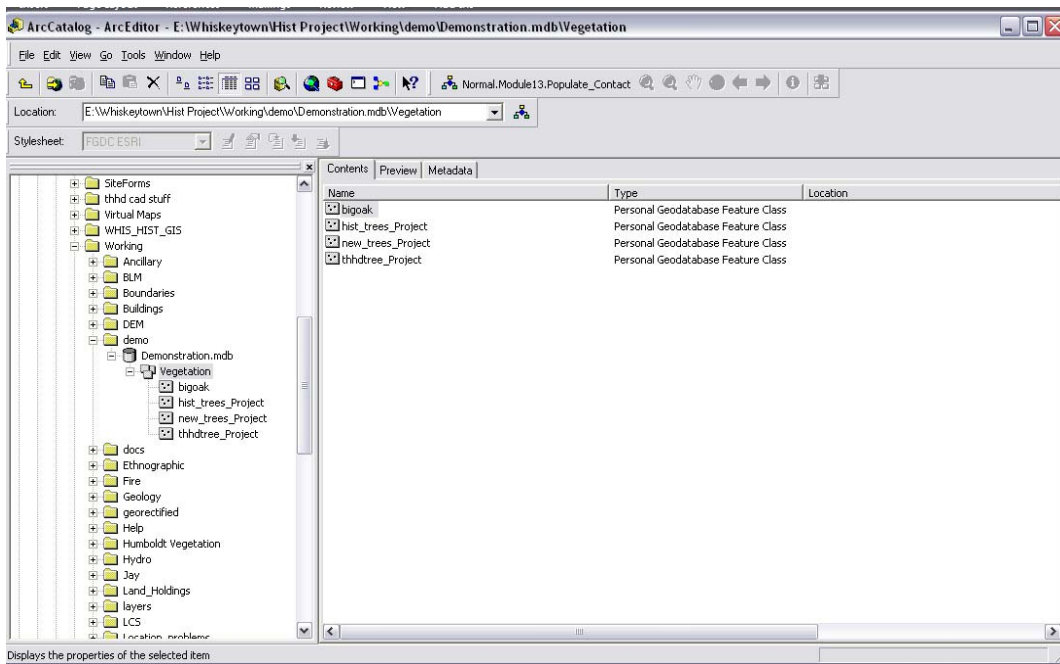 ArcCatalog - ArcEditor - E:\Whiskeytown\Hist Project\Working\demo\Demonstration.mdb\Vegetation
File Edit View Go Tools Window Help
Normal.Module13.Populate_Contact
Location: E:\Whiskeytown\Hist Project\Working\demo\Demonstration.mdb\Vegetation
Stylesheet: FGDC ESRI
SiteForms
thhd cad stuff
Virtual Maps
WHIS_HIST_GIS
Working
Ancillary
BLM
Boundaries
Buildings
DEM
demo
Demonstration.mdb
Vegetation
bigoak
hist_trees_Project
new_trees_Project
thhdtree_Project
docs
Ethnographic
Fire
Geology
georectified
Help
Humboldt Vegetation
Hydro
Jay
Land_Holdings
layers
LCS
Location_problems
Contents Preview Metadata
Name Type Location
bigoak Personal Geodatabase Feature Class
hist_trees_Project Personal Geodatabase Feature Class
new_trees_Project Personal Geodatabase Feature Class
thhdtree_Project Personal Geodatabase Feature Class
Displays the properties of the selected item